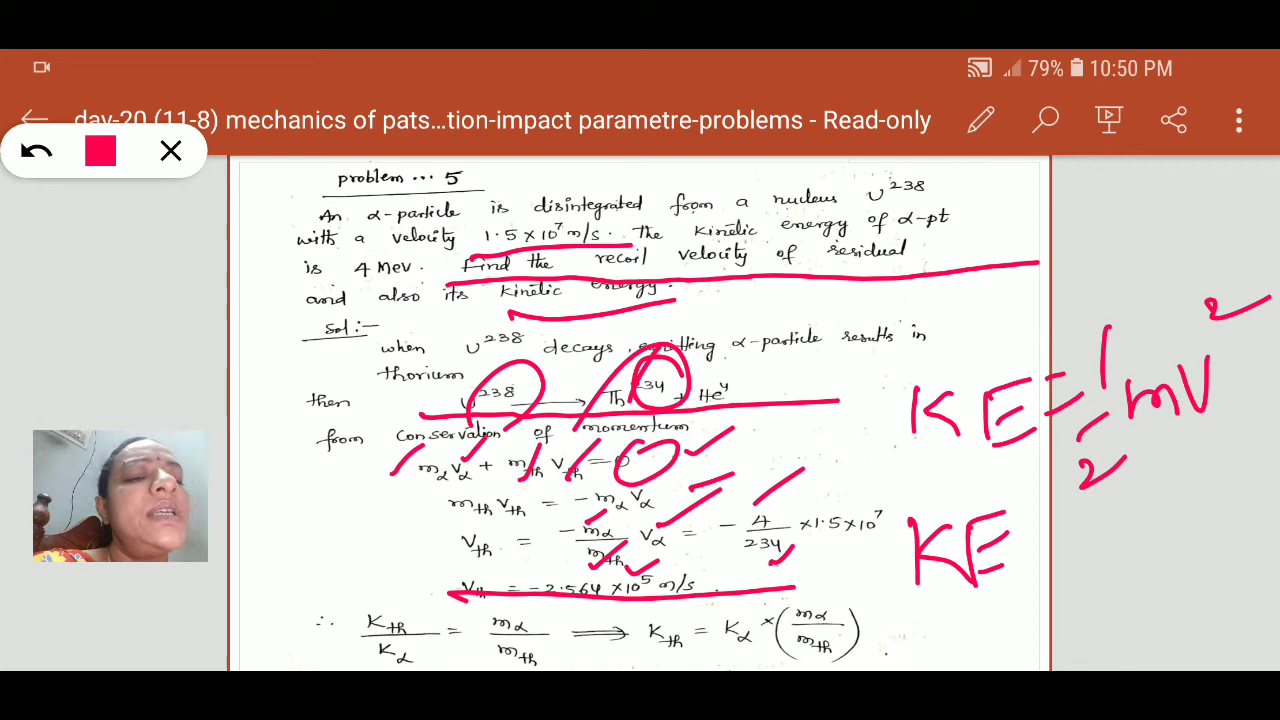 79% 10:50 PM
day-20 (11-8) mechanics of pats...tion-impact parametre-problems - Read-only
problem ... 5
An α-particle is disintegrated from a nucleus U²³⁸
with a velocity 1.5×10⁷ m/s. The kinetic energy of α-pt
is 4 Mev. Find the recoil velocity of residual
and also its kinetic energy.
Sol:-
when U²³⁸ decays, emitting α-particle results in
thorium
then U²³⁸ ⟶ Th²³⁴ + He⁴
from conservation of momentum
m_α v_α + m_th v_th = 0
m_th v_th = - m_α v_α
v_th = - m_α/m_th v_α = - 4/234 × 1.5×10⁷
v_th = -2.564 ×10⁵ m/s.
∴ K_th/K_α = m_α/m_th ⟹ K_th = K_α × (m_α/m_th)
KE = 1/2 mv²
KE